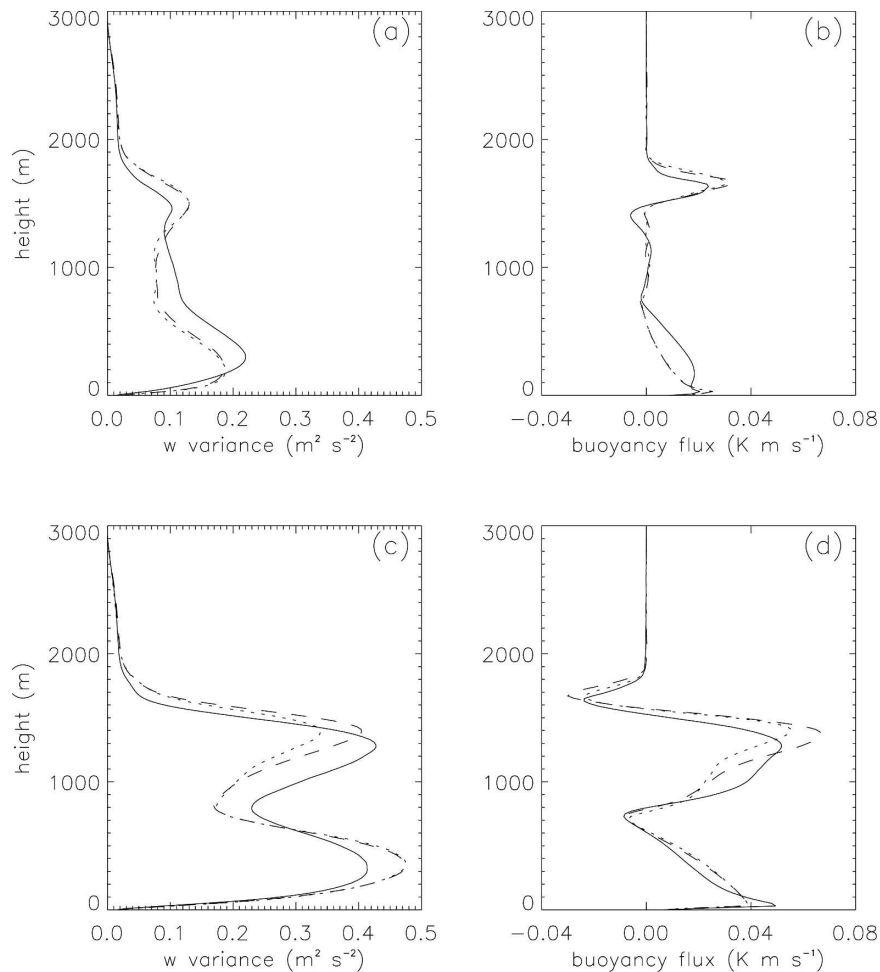 3000
(a)
2000
1000
0
height (m)
0.0 0.1 0.2 0.3 0.4 0.5
w variance (m² s⁻²)
3000
(b)
2000
1000
0
−0.04 0.00 0.04 0.08
buoyancy flux (K m s⁻¹)
3000
(c)
2000
1000
0
height (m)
0.0 0.1 0.2 0.3 0.4 0.5
w variance (m² s⁻²)
3000
(d)
2000
1000
0
−0.04 0.00 0.04 0.08
buoyancy flux (K m s⁻¹)